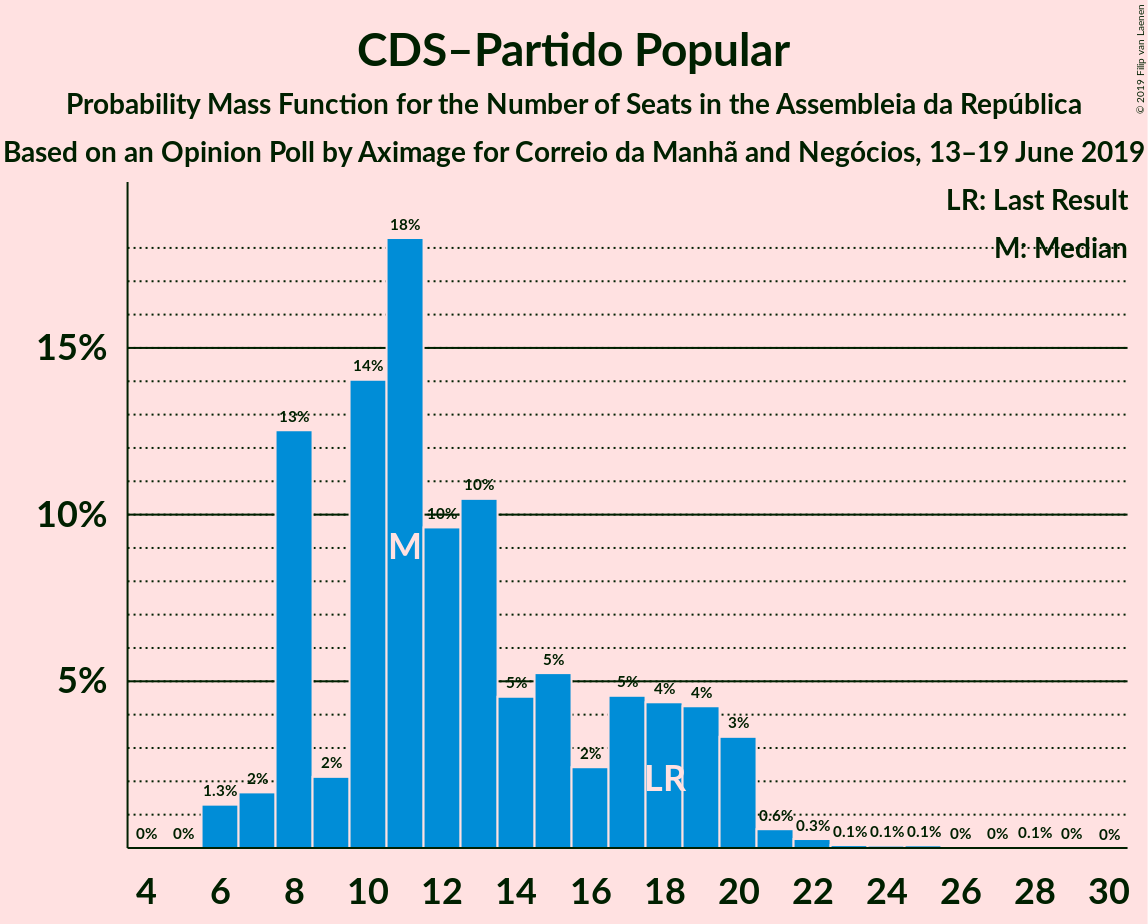 CDS–Partido Popular
Probability Mass Function for the Number of Seats in the Assembleia da República
Based on an Opinion Poll by Aximage for Correio da Manhã and Negócios, 13–19 June 2019
© 2019 Filip van Laenen
LR: Last Result
M: Median
15%
10%
5%
0% 0% 1.3% 2% 13% 2% 14% 18% 10% 10% 5% 5% 2% 5% 4% 4% 3% 0.6% 0.3% 0.1% 0.1% 0.1% 0% 0% 0.1% 0% 0%
M
LR
4 6 8 10 12 14 16 18 20 22 24 26 28 30